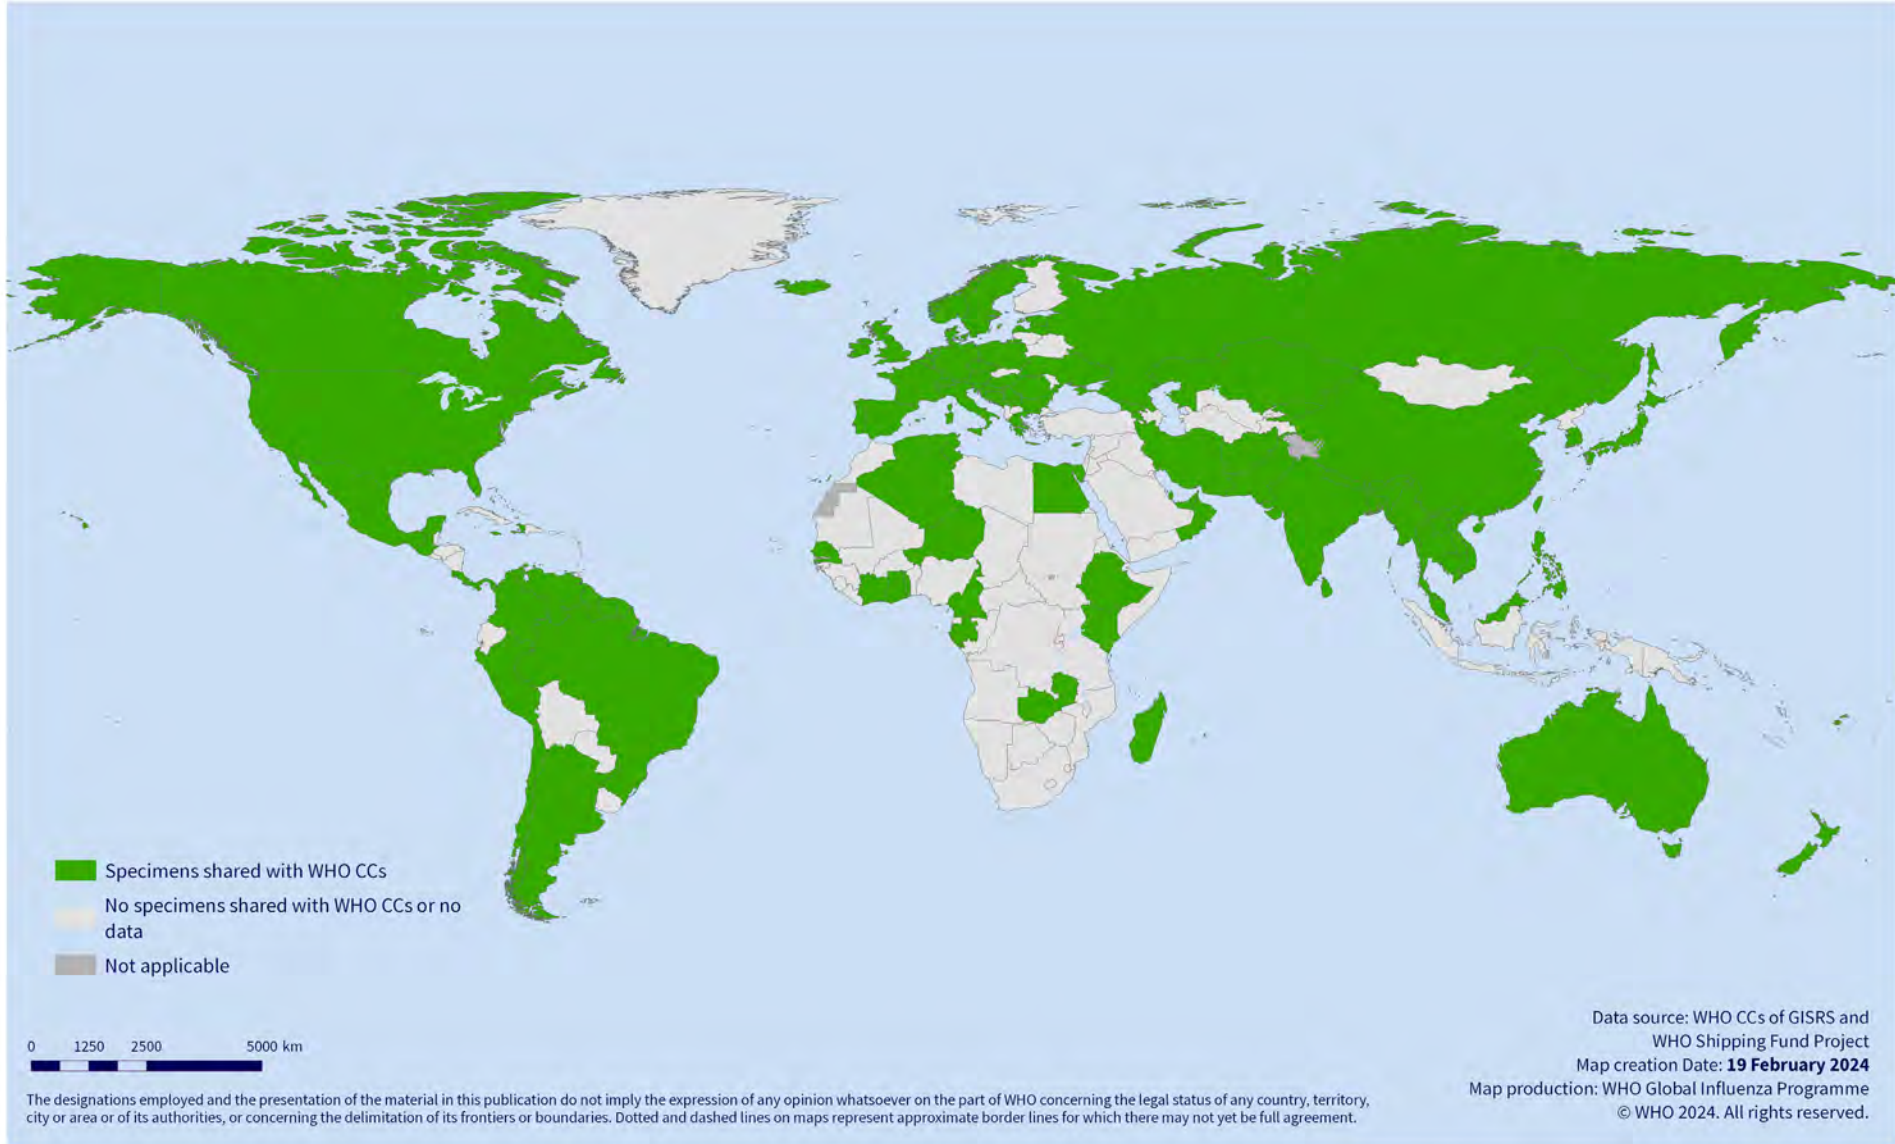 Specimens shared with WHO CCs
No specimens shared with WHO CCs or no
data
Not applicable
0 1250 2500 5000 km
Data source: WHO CCs of GISRS and
WHO Shipping Fund Project
Map creation Date: 19 February 2024
Map production: WHO Global Influenza Programme
© WHO 2024. All rights reserved.
The designations employed and the presentation of the material in this publication do not imply the expression of any opinion whatsoever on the part of WHO concerning the legal status of any country, territory,
city or area or of its authorities, or concerning the delimitation of its frontiers or boundaries. Dotted and dashed lines on maps represent approximate border lines for which there may not yet be full agreement.